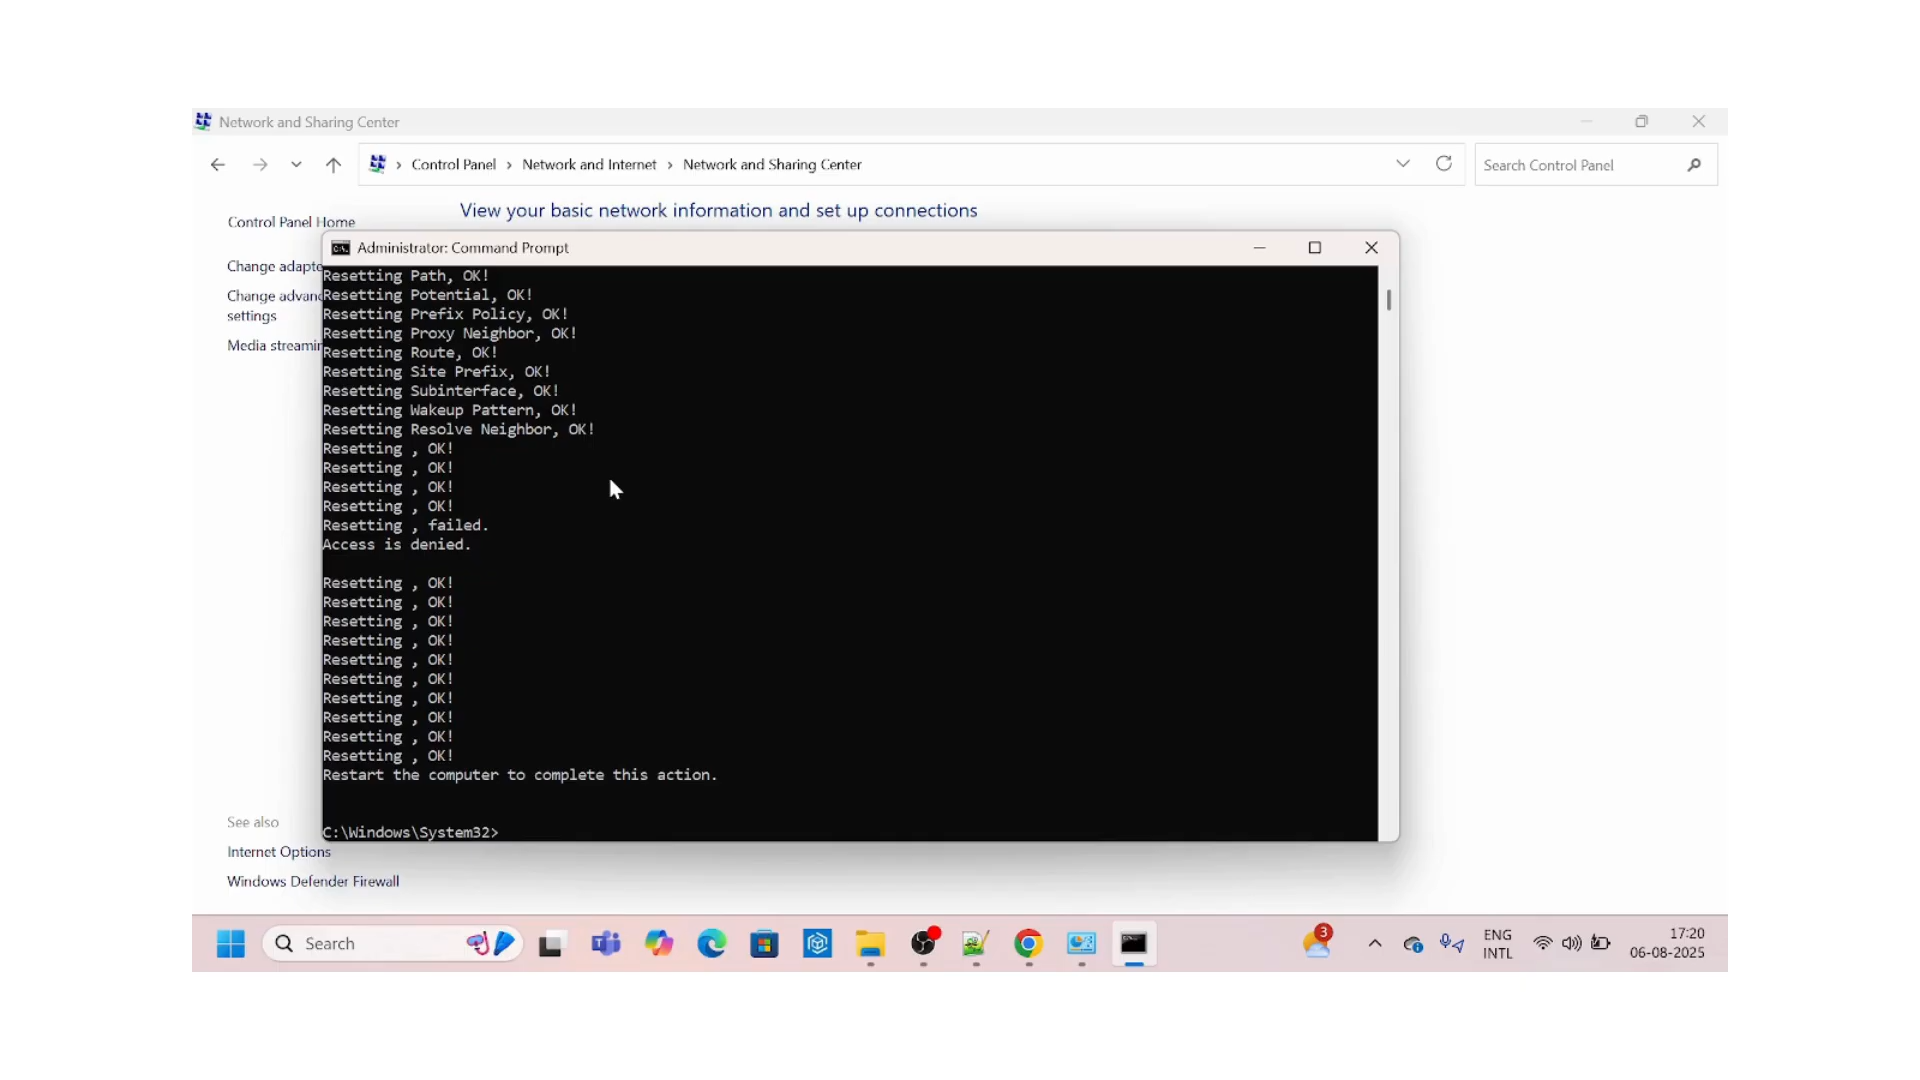 Network and Sharing Center
Control Panel > Network and Internet > Network and Sharing Center
Search Control Panel
Control Panel Home
View your basic network information and set up connections
Change adapte
Change advanc
settings
Media streamin
Administrator: Command Prompt
Resetting Path, OK!
Resetting Potential, OK!
Resetting Prefix Policy, OK!
Resetting Proxy Neighbor, OK!
Resetting Route, OK!
Resetting Site Prefix, OK!
Resetting Subinterface, OK!
Resetting Wakeup Pattern, OK!
Resetting Resolve Neighbor, OK!
Resetting , OK!
Resetting , OK!
Resetting , OK!
Resetting , OK!
Resetting , failed.
Access is denied.
Resetting , OK!
Resetting , OK!
Resetting , OK!
Resetting , OK!
Resetting , OK!
Resetting , OK!
Resetting , OK!
Resetting , OK!
Resetting , OK!
Resetting , OK!
Restart the computer to complete this action.
C:\Windows\System32>
See also
Internet Options
Windows Defender Firewall
Search
3
ENG
INTL
17:20
06-08-2025